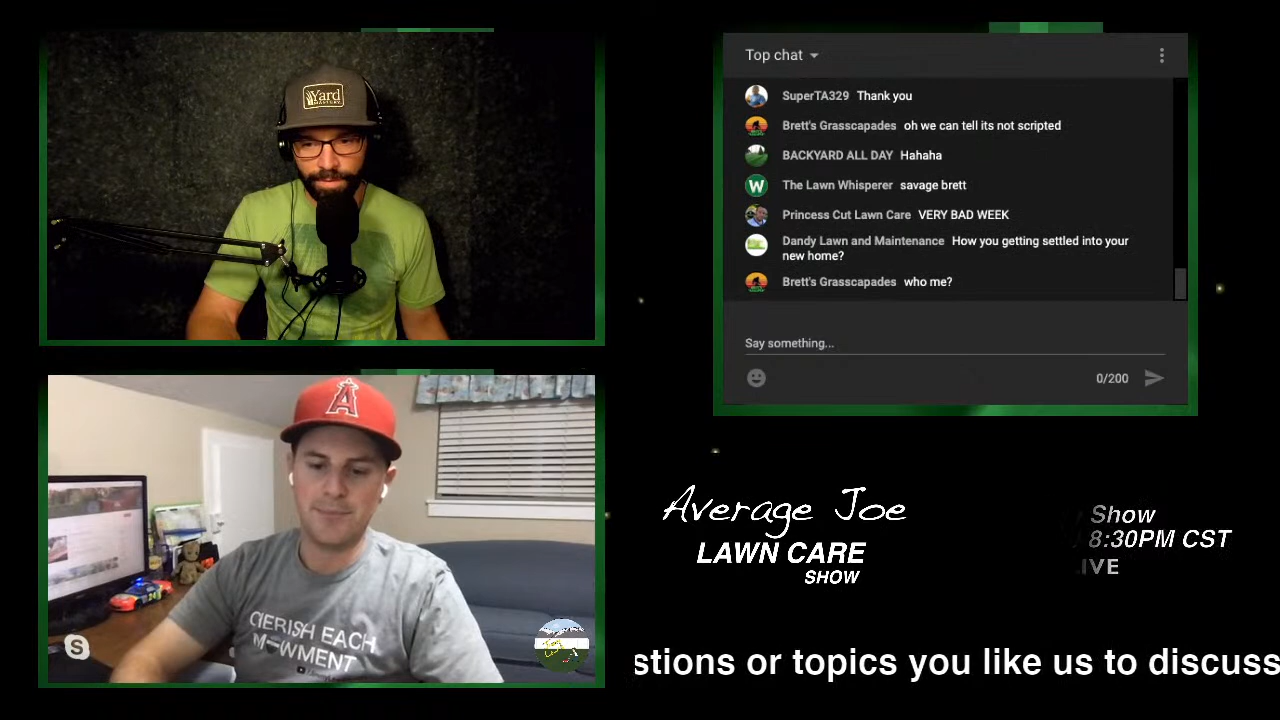 Yard
MASTERY
Top chat
SuperTA329 Thank you
Brett's Grasscapades oh we can tell its not scripted
BACKYARD ALL DAY Hahaha
The Lawn Whisperer savage brett
W
Princess Cut Lawn Care VERY BAD WEEK
Dandy Lawn and Maintenance How you getting settled into your
new home?
Brett's Grasscapades who me?
Say something...
0/200
A
CHERISH EACH
MOWMENT
S
Average Joe
LAWN CARE
SHOW
Show
8:30PM CST
IVE
stions or topics you like us to discuss